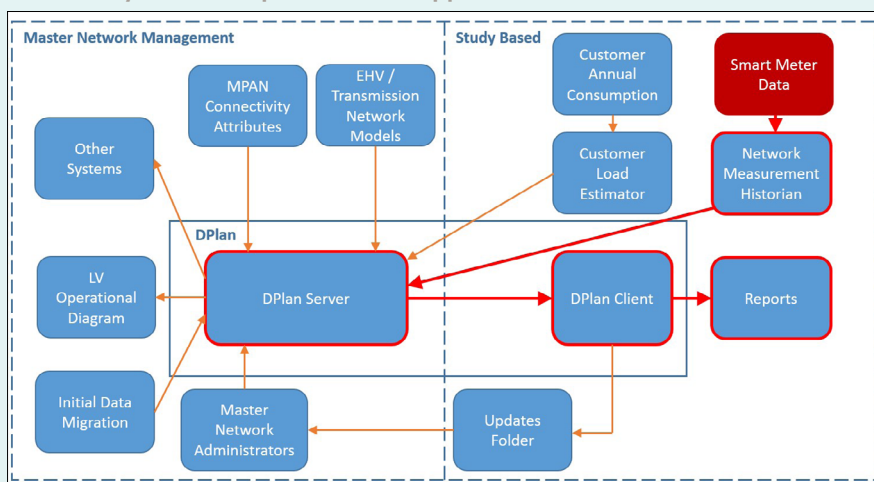 Master Network Management
Study Based
MPAN
Connectivity
Attributes
EHV /
Transmission
Network
Models
Customer
Annual
Consumption
Smart Meter
Data
Other
Systems
Customer
Load
Estimator
Network
Measurement
Historian
DPlan
LV
Operational
Diagram
DPlan Server
DPlan Client
Reports
Initial Data
Migration
Master
Network
Administrators
Updates
Folder